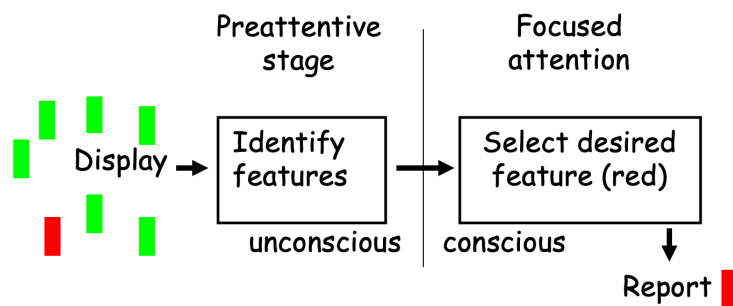 Preattentive
stage
Focused
attention
Display
Identify
features
Select desired
feature (red)
unconscious
conscious
Report